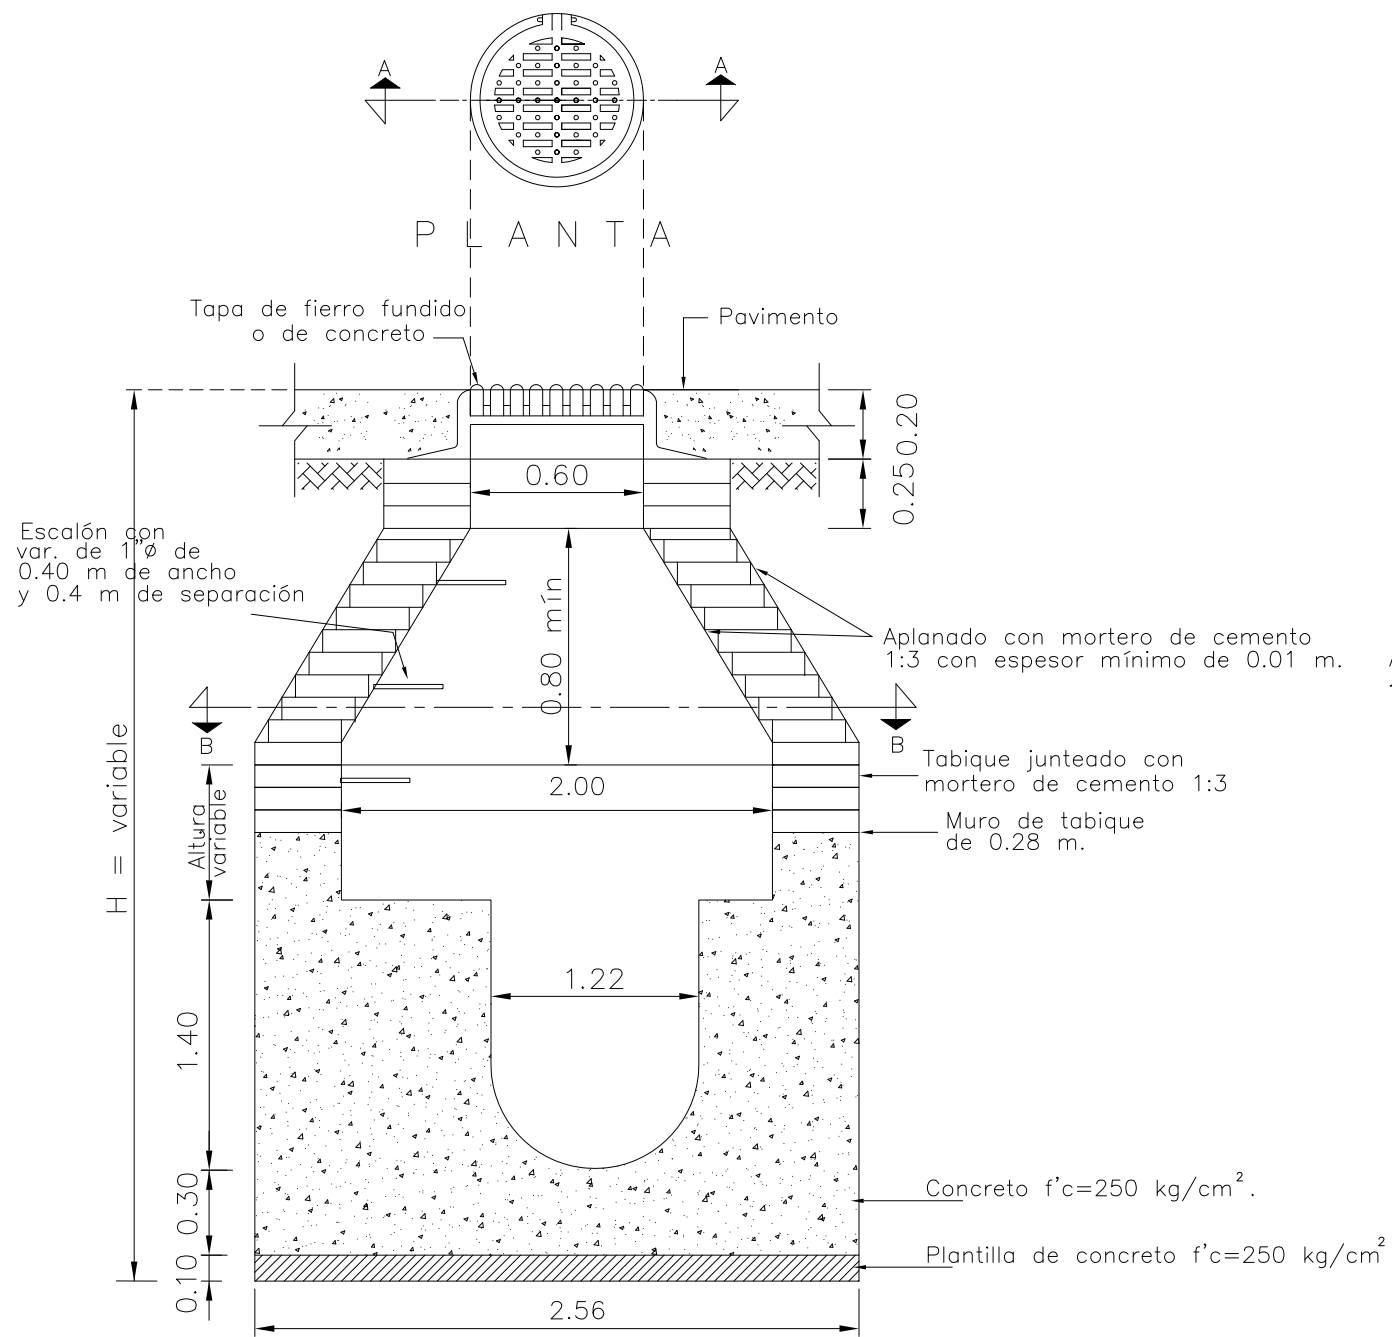 A
A
P L A N T A
Tapa de fierro fundido
o de concreto
Pavimento
0.20
0.25
0.60
Escalón con
var. de 1"ø de
0.40 m de ancho
y 0.4 m de separación
0.80 mín
Aplanado con mortero de cemento
1:3 con espesor mínimo de 0.01 m.
B
B
H = variable
Tabique junteado con
mortero de cemento 1:3
2.00
Altura
variable
Muro de tabique
de 0.28 m.
1.22
1.40
0.30
Concreto f'c=250 kg/cm².
0.10
Plantilla de concreto f'c=250 kg/cm²
2.56